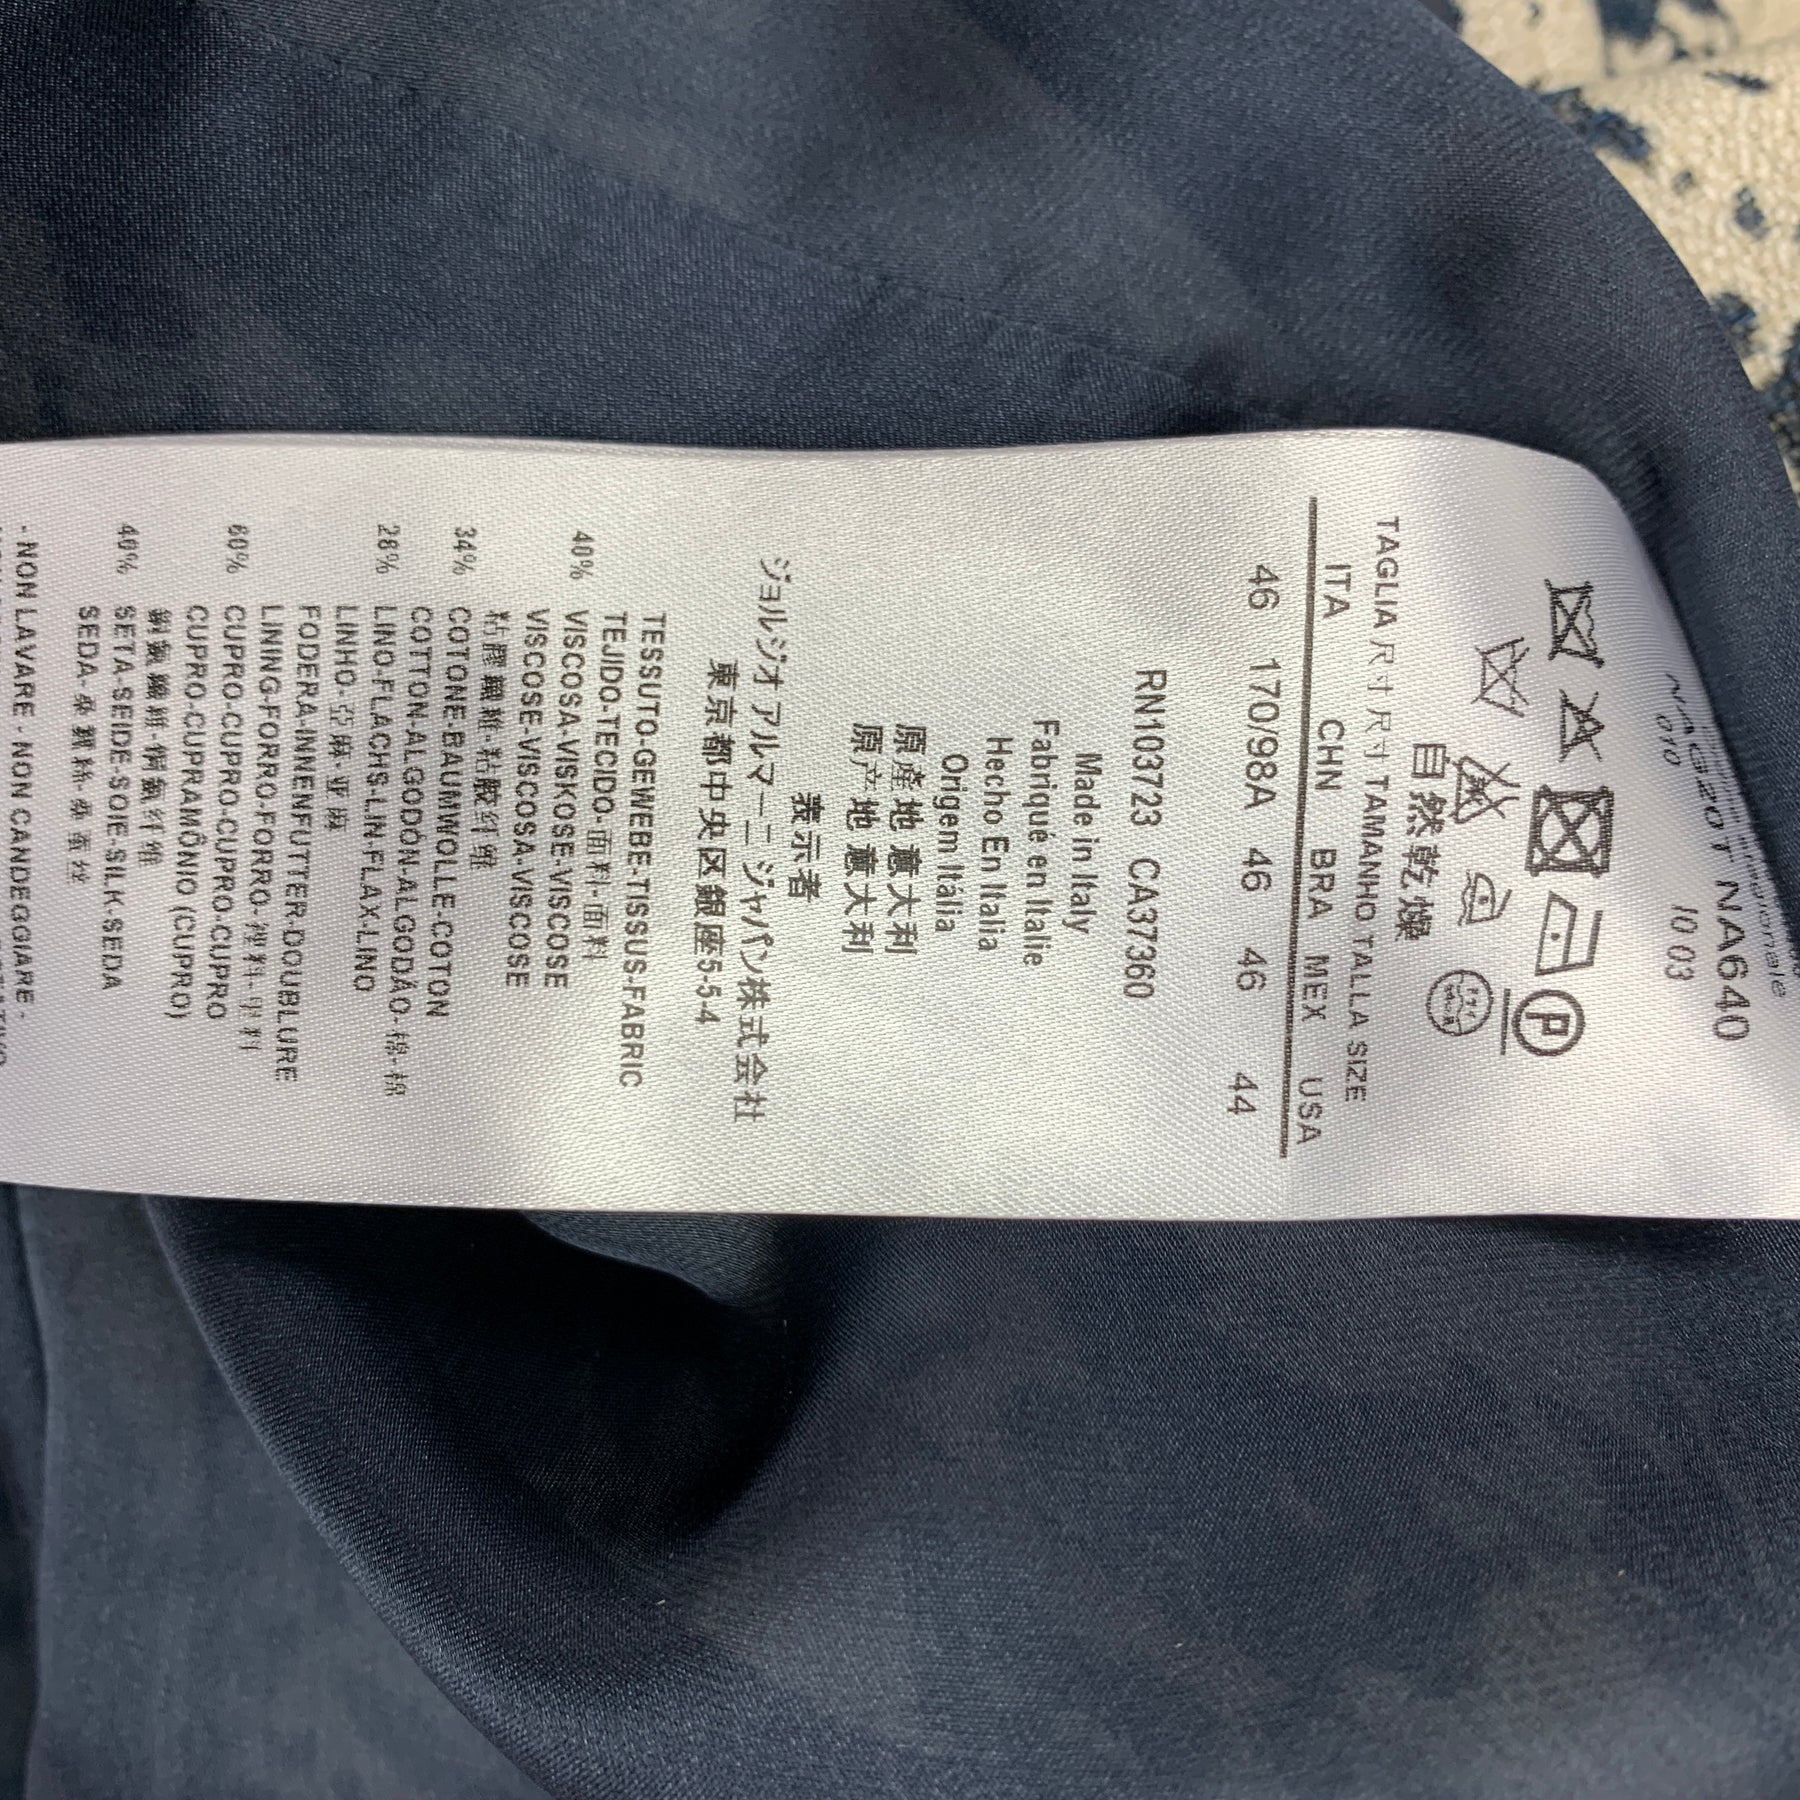 NAG20T NA640
010 10 03
自然乾燥
TAGLIA 尺寸 尺寸 TAMANHO TALLA SIZE
ITA CHN BRA MEX USA
46 170/98A 46 46 44
RN103723 CA37360
Made in Italy
Fabriqué en Italie
Hecho En Italia
Origem Itália
原產地 意大利
原产地 意大利
表示者
ジョルジオ アルマーニ ジャパン株式会社
東京都中央区銀座5-5-4
TESSUTO-GEWEBE-TISSUS-FABRIC
TEJIDO-TECIDO-面料-面料
40% VISCOSA-VISKOSE-VISCOSE
VISCOSE-VISCOSA-VISCOSE
粘膠纖維-粘胶纤维
34% COTONE-BAUMWOLLE-COTON
COTTON-ALGODÓN-ALGODÃO-棉-棉
28% LINO-FLACHS-LIN-FLAX-LINO
LINHO-亞麻-亚麻
FODERA-INNENFUTTER-DOUBLURE
LINING-FORRO-FORRO-裡料-里料
60% CUPRO-CUPRO-CUPRO-CUPRO
CUPRO-CUPRAMÔNIO (CUPRO)
銅氨纖維-铜氨纤维
40% SETA-SEIDE-SOIE-SILK-SEDA
SEDA-桑蠶絲-桑蚕丝
-NON LAVARE - NON CANDEGGIARE -